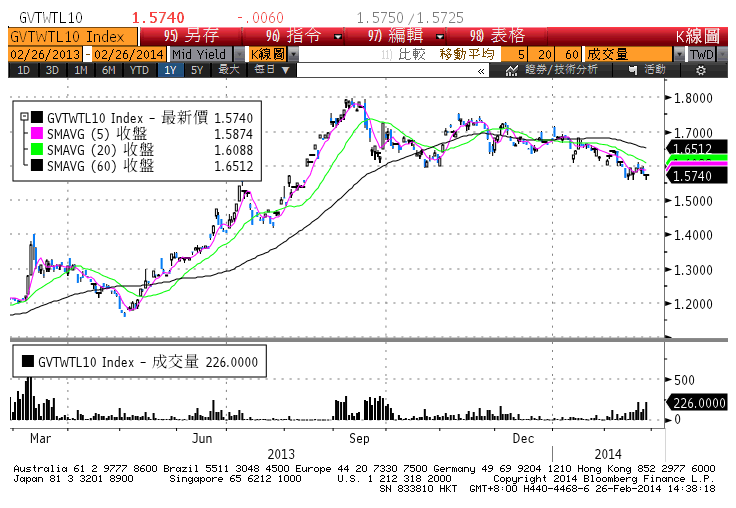 GVTWTL10 1.5740 -.0060 1.5750 /1.5725
GVTWTL10 Index 95) 另存 96) 指令 97) 編輯 98) 表格 K線圖
02/26/2013 - 02/26/2014 Mid Yield K線圖 比較 移動平均 5 20 60 成交量 TWD
1D 3D 1M 6M YTD 1Y 5Y 最大 每日 ▼ « 證券/技術分析 活動
GVTWTL10 Index - 最新價 1.5740
SMAVG (5) 收盤 1.5874
SMAVG (20) 收盤 1.6088
SMAVG (60) 收盤 1.6512
1.8000
1.7000
1.6512
1.5740
1.5000
1.4000
1.3000
1.2000
GVTWTL10 Index - 成交量 226.0000
500
226.0000
0
Mar Jun Sep Dec
2013 2014
Australia 61 2 9777 8600 Brazil 5511 3048 4500 Europe 44 20 7330 7500 Germany 49 69 9204 1210 Hong Kong 852 2977 6000
Japan 81 3 3201 8900 Singapore 65 6212 1000 U.S. 1 212 318 2000 Copyright 2014 Bloomberg Finance L.P.
SN 833810 HKT GMT+8:00 H440-4468-6 26-Feb-2014 14:38:18